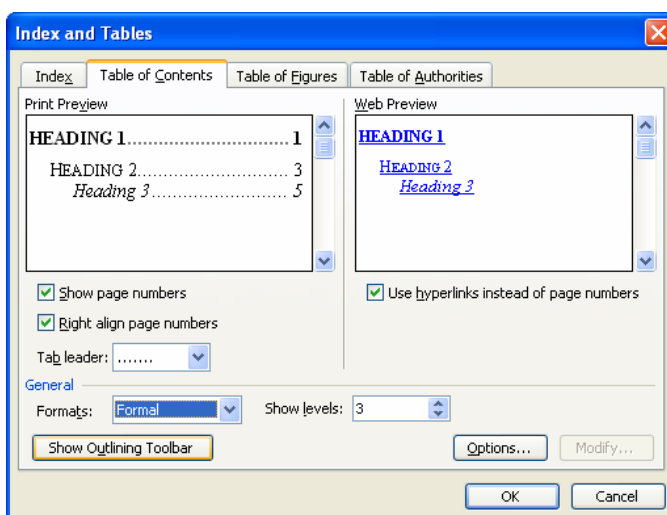 Index and Tables
Index Table of Contents Table of Figures Table of Authorities
Print Preview
HEADING 1............................. 1
HEADING 2........................... 3
Heading 3......................... 5
Web Preview
HEADING 1
HEADING 2
Heading 3
Show page numbers
Right align page numbers
Tab leader: .......
Use hyperlinks instead of page numbers
General
Formats: Formal Show levels: 3
Show Outlining Toolbar Options... Modify...
OK Cancel